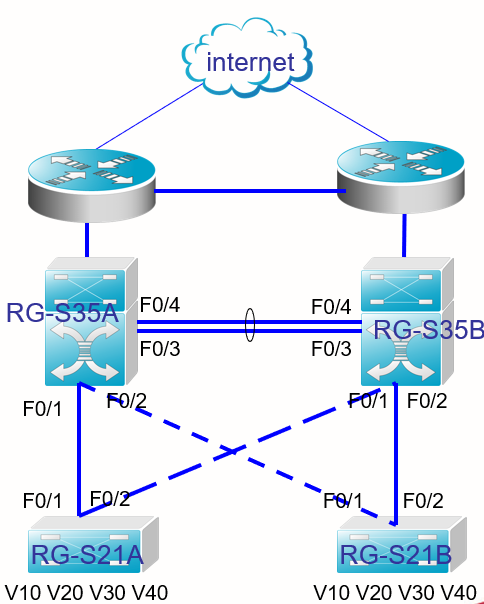 internet
RG-S35A
F0/4
F0/4
RG-S35B
F0/3
F0/3
F0/1
F0/2
F0/1
F0/2
F0/1
F0/2
F0/1
F0/2
RG-S21A
RG-S21B
V10 V20 V30 V40
V10 V20 V30 V40